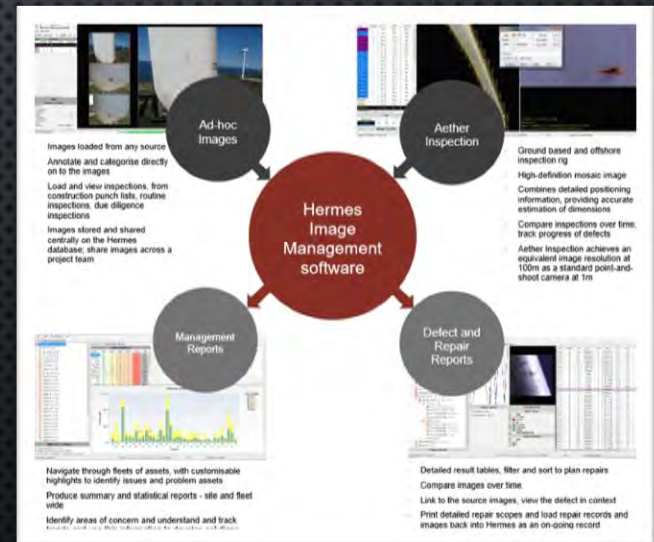 Ad-hoc
Images
Images loaded from any source
Annotate and categorise directly
on to the images
Load and view inspections, from
construction punch lists, routine
inspections, due diligence
inspections
Images stored and shared
centrally on the Hermes
database; share images across a
project team
Aether
Inspection
Ground based and offshore
inspection rig
High-definition mosaic image
Combines detailed positioning
information, providing accurate
estimation of dimensions
Compare inspections over time,
track progress of defects
Aether Inspection achieves an
equivalent image resolution at
100m as a standard point-and-
shoot camera at 1m
Hermes
Image
Management
software
Management
Reports
Navigate through fleets of assets, with customisable
highlights to identify issues and problem assets
Produce summary and statistical reports - site and fleet
wide
Identify areas of concern and understand and track
Defect and
Repair
Reports
Detailed result tables, filter and sort to plan repairs
Compare images over time
Link to the source images, view the defect in context
Print detailed repair scopes and load repair records and
images back into Hermes as an on-going record